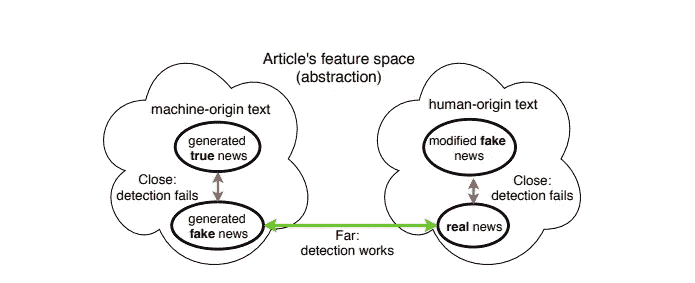 Article's feature space
(abstraction)
machine-origin text
generated
true news
Close:
detection fails
generated
fake news
human-origin text
modified fake
news
Close:
detection fails
real news
Far:
detection works